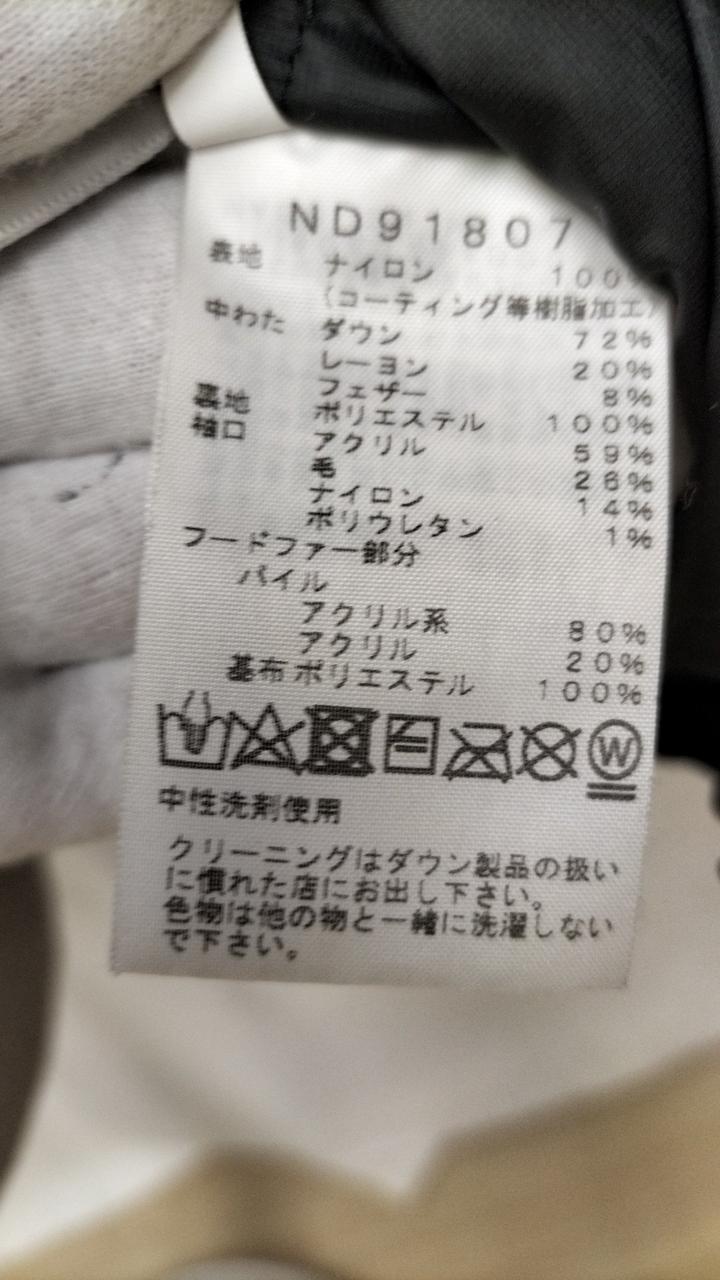 ND91807
表地 ナイロン 100%
(コーティング等樹脂加工)
中わた ダウン 72%
レーヨン 20%
フェザー 8%
裏地 ポリエステル 100%
袖口 アクリル 59%
毛 26%
ナイロン 14%
ポリウレタン 1%
フードファー部分
パイル
アクリル系 80%
アクリル 20%
基布 ポリエステル 100%
W
中性洗剤使用
クリーニングはダウン製品の扱い
に慣れた店にお出し下さい。
色物は他の物と一緒に洗濯しない
で下さい。